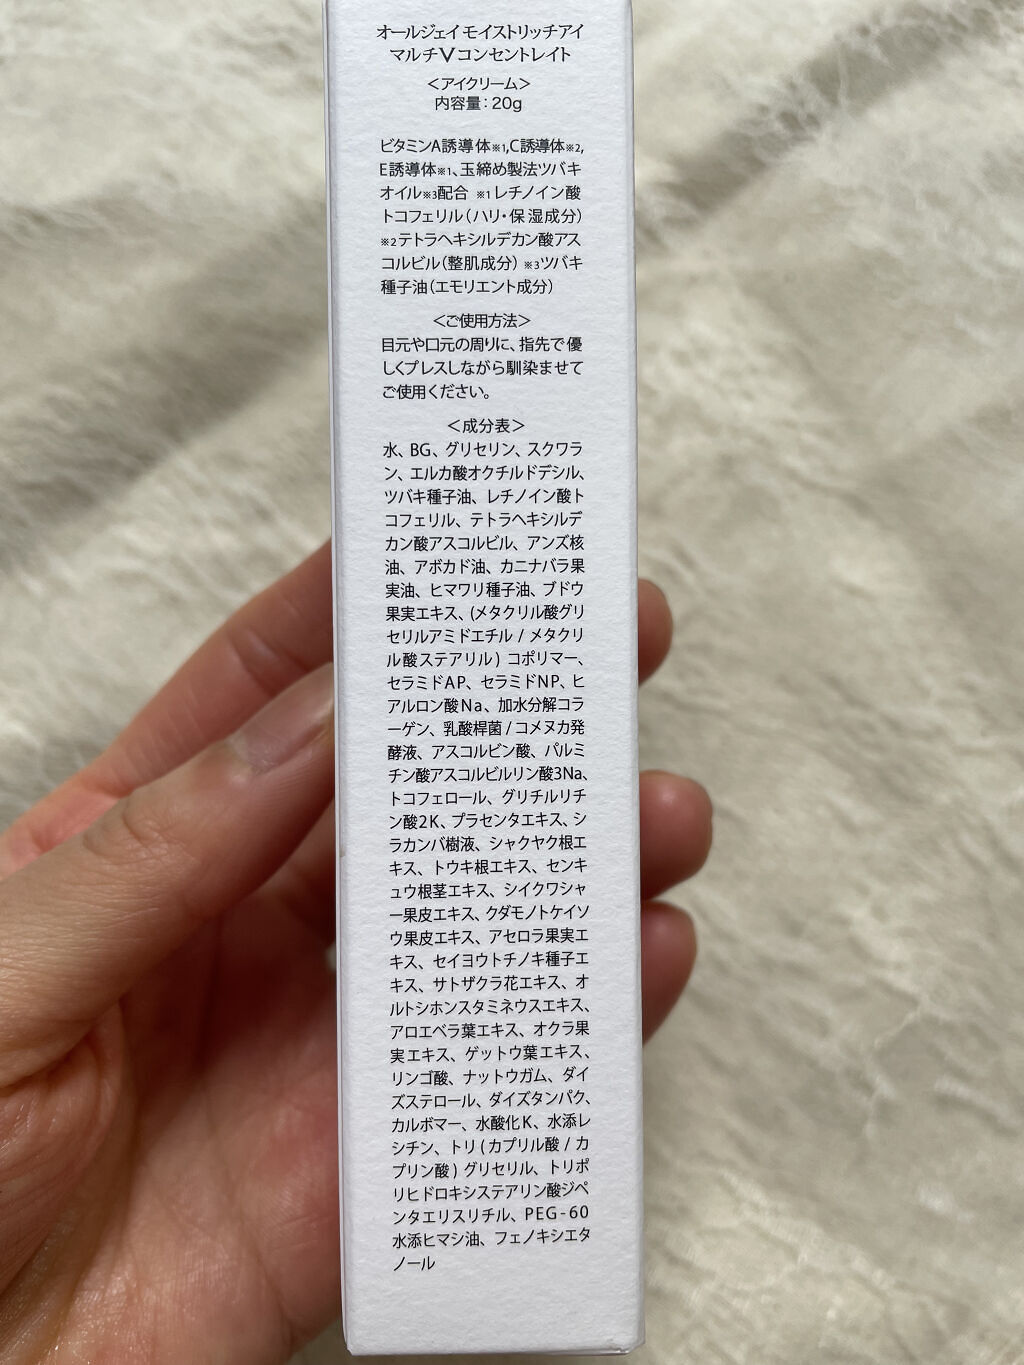 オールジェイ モイストリッチアイ
マルチVコンセントレイト
＜アイクリーム＞
内容量：20g
ビタミンA誘導体※1,C誘導体※2,
E誘導体※1、玉締め製法ツバキ
オイル※3配合 ※1レチノイン酸
トコフェリル（ハリ・保湿成分）
※2テトラヘキシルデカン酸アス
コルビル（整肌成分）※3ツバキ
種子油（エモリエント成分）
＜ご使用方法＞
目元や口元の周りに、指先で優
しくプレスしながら馴染ませて
ご使用ください。
＜成分表＞
水、BG、グリセリン、スクワラ
ン、エルカ酸オクチルドデシル、
ツバキ種子油、レチノイン酸ト
コフェリル、テトラヘキシルデ
カン酸アスコルビル、アンズ核
油、アボカド油、カニナバラ果
実油、ヒマワリ種子油、ブドウ
果実エキス、(メタクリル酸グリ
セリルアミドエチル / メタクリ
ル酸ステアリル) コポリマー、
セラミドAP、セラミドNP、ヒ
アルロン酸Na、加水分解コラ
ーゲン、乳酸桿菌 / コメヌカ発
酵液、アスコルビン酸、パルミ
チン酸アスコルビルリン酸3Na、
トコフェロール、グリチルリチ
ン酸2K、プラセンタエキス、シ
ラカンバ樹液、シャクヤク根エ
キス、トウキ根エキス、センキ
ュウ根茎エキス、シイクワシャ
ー果皮エキス、クダモノトケイソ
ウ果皮エキス、アセロラ果実エ
キス、セイヨウトチノキ種子エ
キス、サトザクラ花エキス、オ
ルトシホンスタミネウスエキス、
アロエベラ葉エキス、オクラ果
実エキス、ゲットウ葉エキス、
リンゴ酸、ナットウガム、ダイ
ズステロール、ダイズタンパク、
カルボマー、水酸化K、水添レ
シチン、トリ (カプリル酸 / カ
プリン酸) グリセリル、トリポ
リヒドロキシステアリン酸ジペ
ンタエリスリチル、PEG-60
水添ヒマシ油、フェノキシエタ
ノール